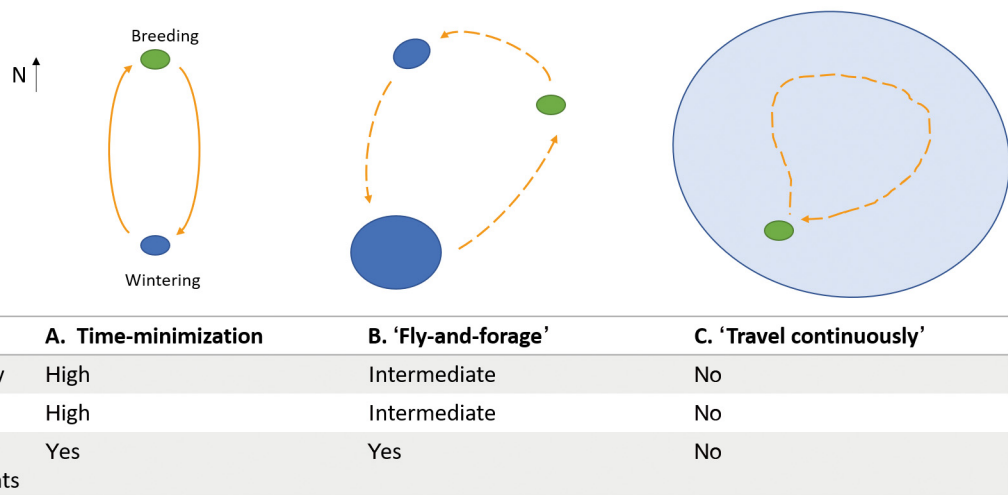 Breeding
N
Wintering
A. Time-minimization B. ‘Fly-and-forage’ C. ‘Travel continuously’
High Intermediate No
High Intermediate No
Yes Yes No